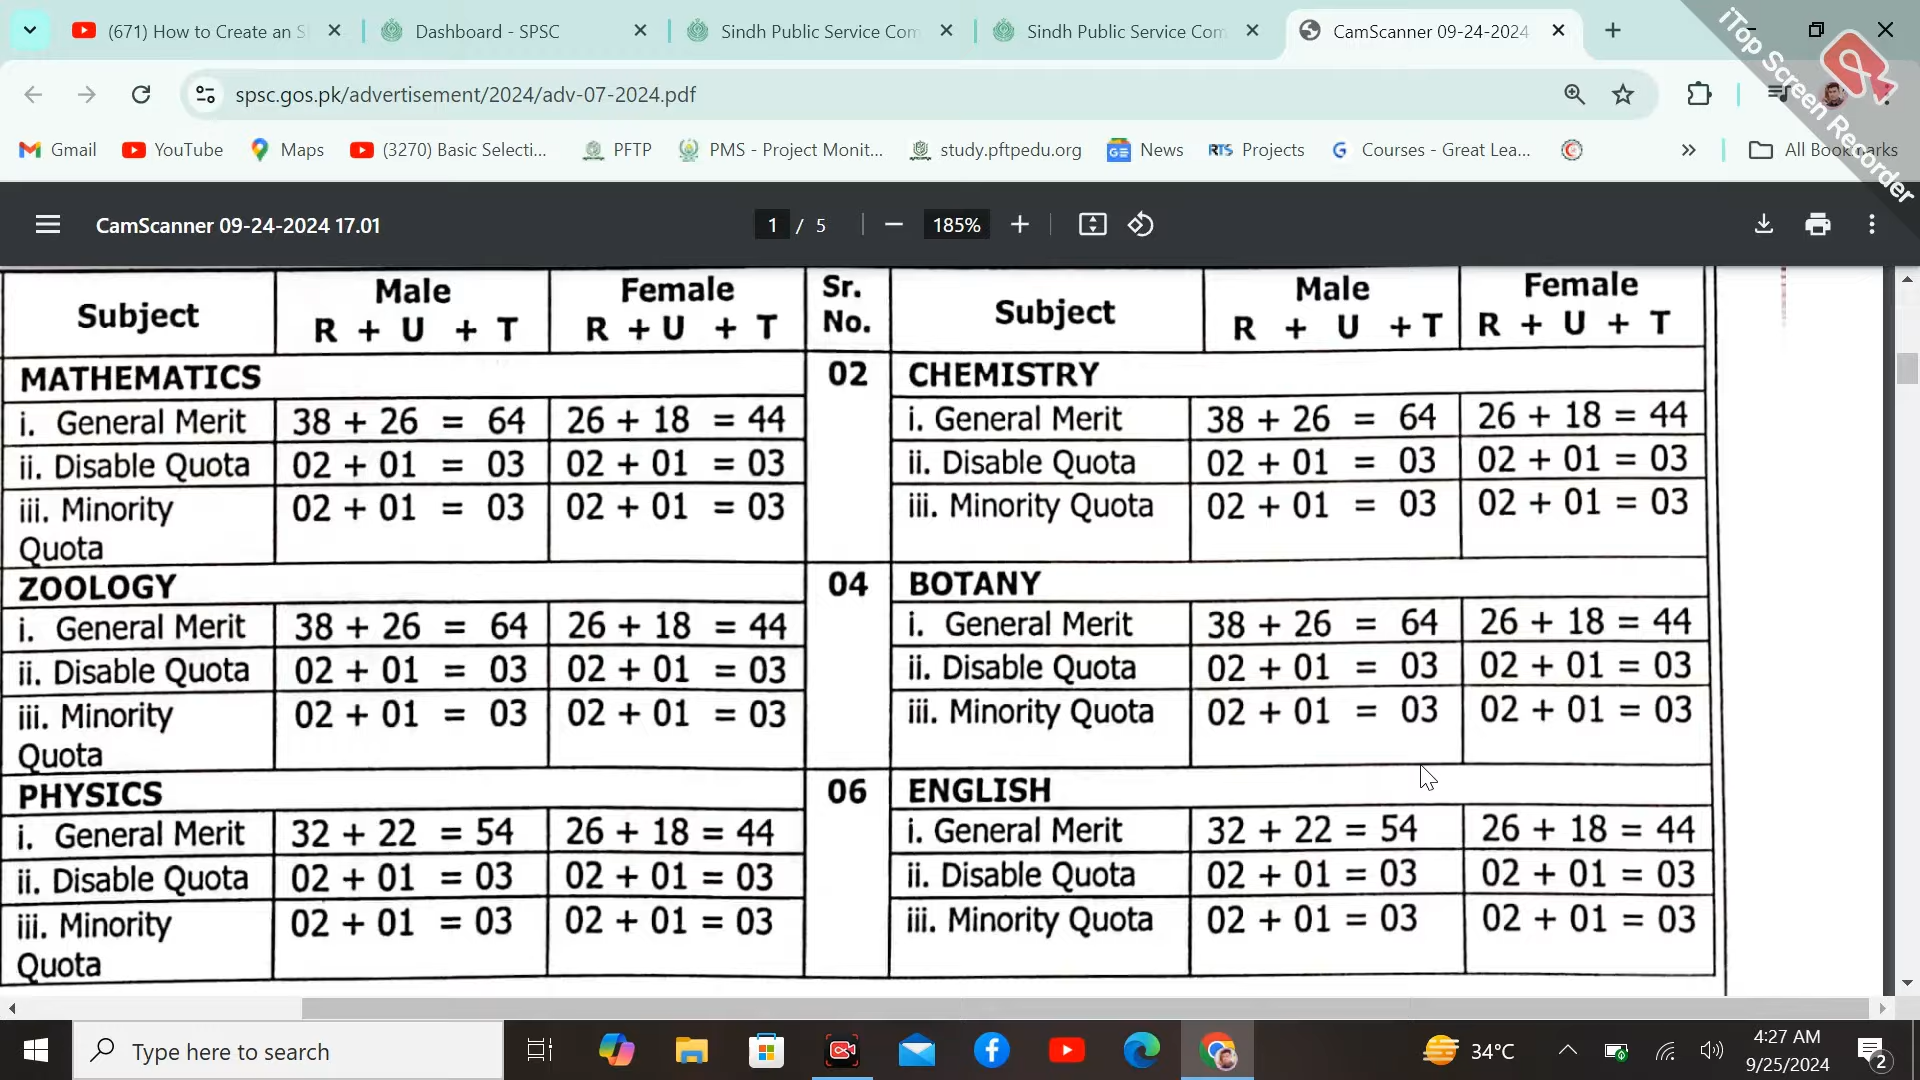 (671) How to Create an S
Dashboard - SPSC
Sindh Public Service Com
Sindh Public Service Com
CamScanner 09-24-2024
iTop Screen Recorder
spsc.gos.pk/advertisement/2024/adv-07-2024.pdf
Gmail
YouTube
Maps
(3270) Basic Selecti...
PFTP
PMS - Project Monit...
study.pftpedu.org
News
RTS Projects
Courses - Great Lea...
All Bookmarks
CamScanner 09-24-2024 17.01
1 / 5
185%
Subject
Male
R + U + T
Female
R + U + T
Sr. No.
Subject
Male
R + U + T
Female
R + U + T
MATHEMATICS
02 CHEMISTRY
i. General Merit 38 + 26 = 64 26 + 18 = 44
i. General Merit 38 + 26 = 64 26 + 18 = 44
ii. Disable Quota 02 + 01 = 03 02 + 01 = 03
ii. Disable Quota 02 + 01 = 03 02 + 01 = 03
iii. Minority Quota 02 + 01 = 03 02 + 01 = 03
iii. Minority Quota 02 + 01 = 03 02 + 01 = 03
ZOOLOGY
04 BOTANY
i. General Merit 38 + 26 = 64 26 + 18 = 44
i. General Merit 38 + 26 = 64 26 + 18 = 44
ii. Disable Quota 02 + 01 = 03 02 + 01 = 03
ii. Disable Quota 02 + 01 = 03 02 + 01 = 03
iii. Minority Quota 02 + 01 = 03 02 + 01 = 03
iii. Minority Quota 02 + 01 = 03 02 + 01 = 03
PHYSICS
06 ENGLISH
i. General Merit 32 + 22 = 54 26 + 18 = 44
i. General Merit 32 + 22 = 54 26 + 18 = 44
ii. Disable Quota 02 + 01 = 03 02 + 01 = 03
ii. Disable Quota 02 + 01 = 03 02 + 01 = 03
iii. Minority Quota 02 + 01 = 03 02 + 01 = 03
iii. Minority Quota 02 + 01 = 03 02 + 01 = 03
Type here to search
34°C
4:27 AM
9/25/2024
2